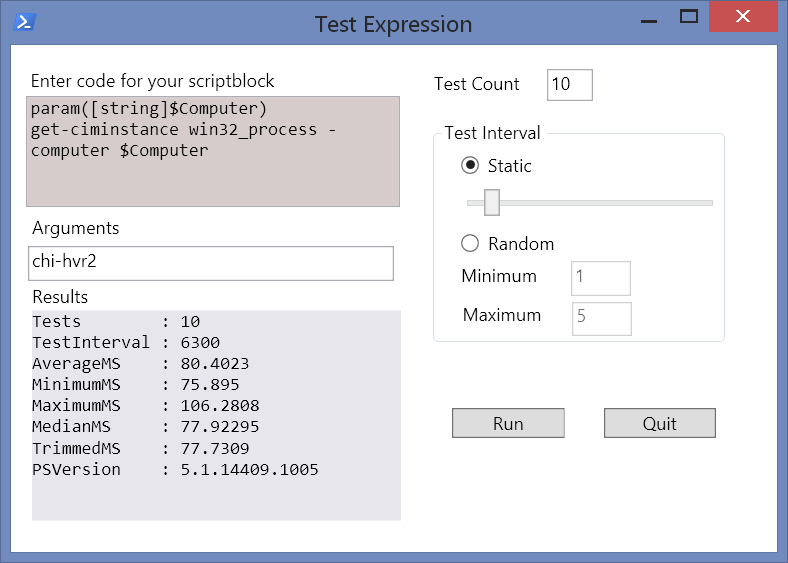 Test Expression
Enter code for your scriptblock
param([string]$Computer)
get-ciminstance win32_process -
computer $Computer
Arguments
chi-hvr2
Results
Tests : 10
TestInterval : 6300
AverageMS : 80.4023
MinimumMS : 75.895
MaximumMS : 106.2808
MedianMS : 77.92295
TrimmedMS : 77.7309
PSVersion : 5.1.14409.1005
Test Count 10
Test Interval
Static
Random
Minimum 1
Maximum 5
Run Quit